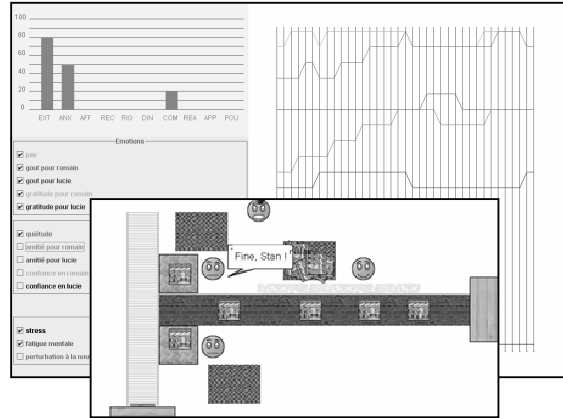 100
80
60
40
20
0
EXT ANX AFF REC RIG DIN COM REA APP POU
Emotions
joie
gout pour romain
gout pour lucie
gratitude pour romain
gratitude pour lucie
quiétude
amitié pour romain
amitié pour lucie
confiance en romain
confiance en lucie
stress
fatigue mentale
perturbation à la nou
Fine, Stan !